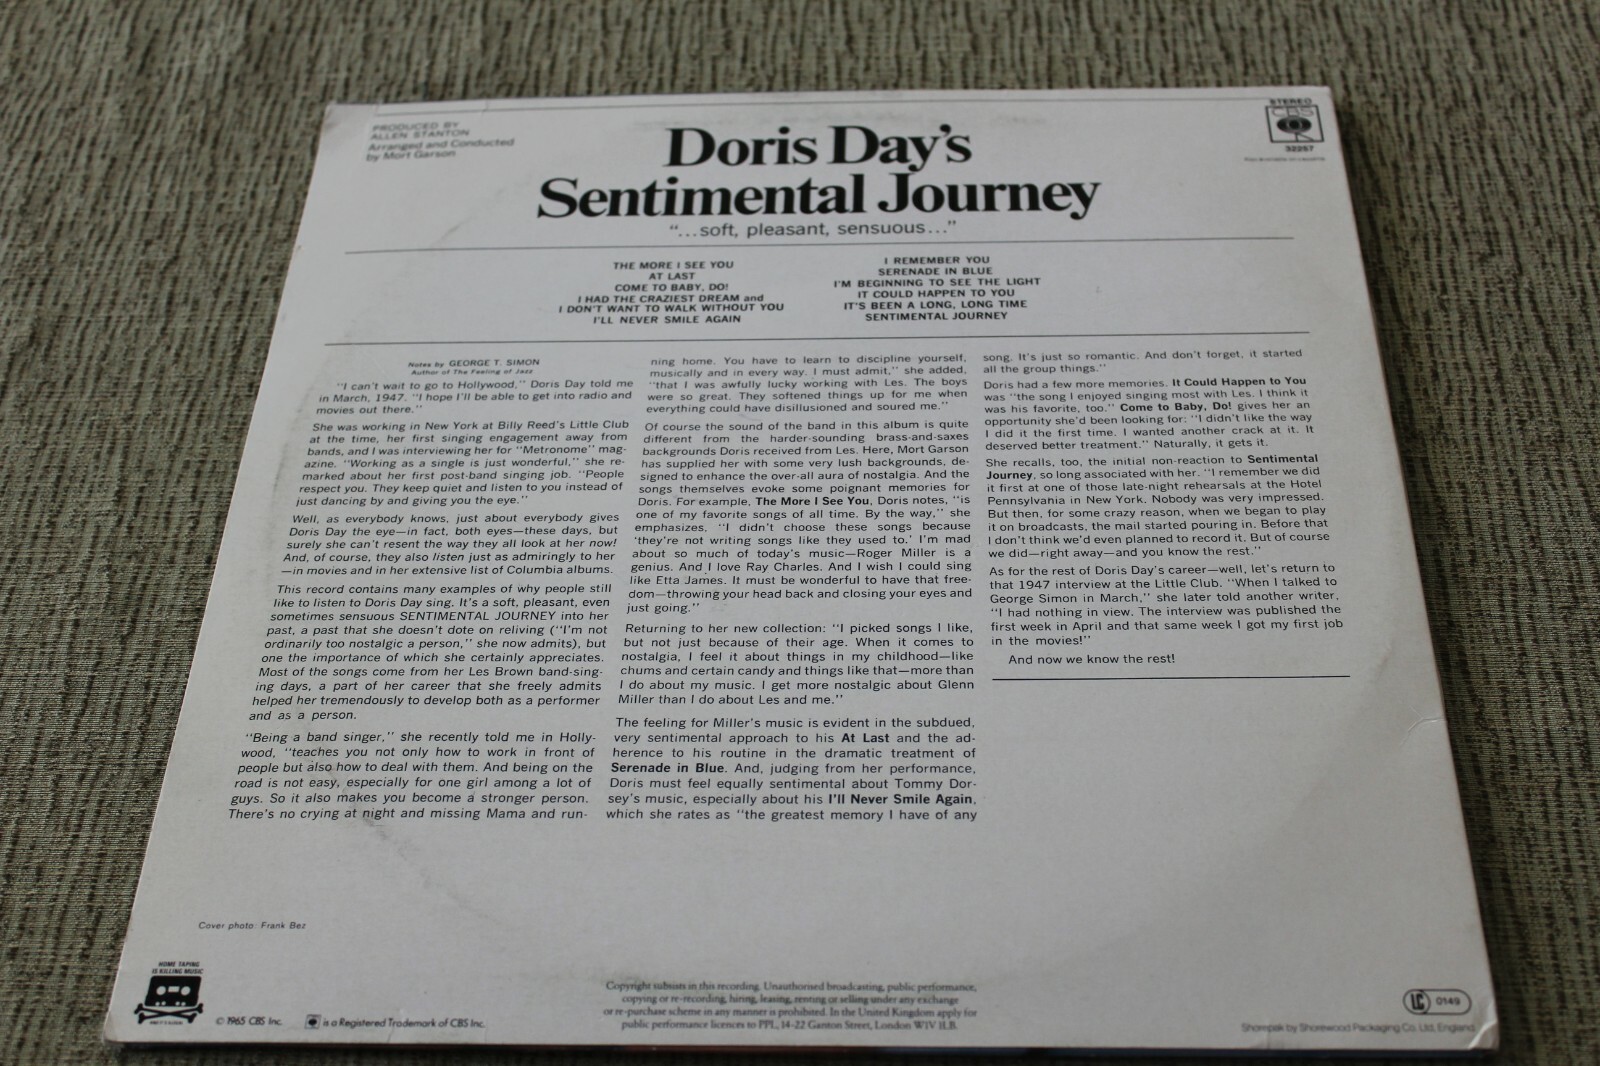 PRODUCED BY
ALLEN STANTON
Arranged and Conducted
by Mort Garson
Doris Day's
Sentimental Journey
"...soft, pleasant, sensuous..."
STEREO
CBS
32257
THE MORE I SEE YOU
AT LAST
COME TO BABY, DO!
I HAD THE CRAZIEST DREAM and
I DON'T WANT TO WALK WITHOUT YOU
I'LL NEVER SMILE AGAIN
I REMEMBER YOU
SERENADE IN BLUE
I'M BEGINNING TO SEE THE LIGHT
IT COULD HAPPEN TO YOU
IT'S BEEN A LONG, LONG TIME
SENTIMENTAL JOURNEY
Notes by GEORGE T. SIMON
Author of The Feeling of Jazz
"I can't wait to go to Hollywood," Doris Day told me
in March, 1947. "I hope I'll be able to get into radio and
movies out there."
She was working in New York at Billy Reed's Little Club
at the time, her first singing engagement away from
bands, and I was interviewing her for "Metronome" mag-
azine. "Working as a single is just wonderful," she re-
marked about her first post-band singing job. "People
respect you. They keep quiet and listen to you instead of
just dancing by and giving you the eye."
Well, as everybody knows, just about everybody gives
Doris Day the eye—in fact, both eyes—these days, but
surely she can't resent the way they all look at her now!
And, of course, they also listen just as admiringly to her
—in movies and in her extensive list of Columbia albums.
This record contains many examples of why people still
like to listen to Doris Day sing. It's a soft, pleasant, even
sometimes sensuous SENTIMENTAL JOURNEY into her
past, a past that she doesn't dote on reliving ("I'm not
ordinarily too nostalgic a person," she now admits), but
one the importance of which she certainly appreciates.
Most of the songs come from her Les Brown band-sing-
ing days, a part of her career that she freely admits
helped her tremendously to develop both as a performer
and as a person.
"Being a band singer," she recently told me in Holly-
wood, "teaches you not only how to work in front of
people but also how to deal with them. And being on the
road is not easy, especially for one girl among a lot of
guys. So it also makes you become a stronger person.
There's no crying at night and missing Mama and run-
ning home. You have to learn to discipline yourself,
musically and in every way. I must admit," she added,
"that I was awfully lucky working with Les. The boys
were so great. They softened things up for me when
everything could have disillusioned and soured me."
Of course the sound of the band in this album is quite
different from the harder-sounding brass-and-saxes
backgrounds Doris received from Les. Here, Mort Garson
has supplied her with some very lush backgrounds, de-
signed to enhance the over-all aura of nostalgia. And the
songs themselves evoke some poignant memories for
Doris. For example, The More I See You, Doris notes, "is
one of my favorite songs of all time. By the way," she
emphasizes, "I didn't choose these songs because
'they're not writing songs like they used to.' I'm mad
about so much of today's music—Roger Miller is a
genius. And I love Ray Charles. And I wish I could sing
like Etta James. It must be wonderful to have that free-
dom—throwing your head back and closing your eyes and
just going."
Returning to her new collection: "I picked songs I like,
but not just because of their age. When it comes to
nostalgia, I feel it about things in my childhood—like
chums and certain candy and things like that—more than
I do about my music. I get more nostalgic about Glenn
Miller than I do about Les and me."
The feeling for Miller's music is evident in the subdued,
very sentimental approach to his At Last and the ad-
herence to his routine in the dramatic treatment of
Serenade in Blue. And, judging from her performance,
Doris must feel equally sentimental about Tommy Dor-
sey's music, especially about his I'll Never Smile Again,
which she rates as "the greatest memory I have of any
song. It's just so romantic. And don't forget, it started
all the group things."
Doris had a few more memories. It Could Happen to You
was "the song I enjoyed singing most with Les. I think it
was his favorite, too." Come to Baby, Do! gives her an
opportunity she'd been looking for: "I didn't like the way
I did it the first time. I wanted another crack at it. It
deserved better treatment." Naturally, it gets it.
She recalls, too, the initial non-reaction to Sentimental
Journey, so long associated with her. "I remember we did
it first at one of those late-night rehearsals at the Hotel
Pennsylvania in New York. Nobody was very impressed.
But then, for some crazy reason, when we began to play
it on broadcasts, the mail started pouring in. Before that
I don't think we'd even planned to record it. But of course
we did—right away—and you know the rest."
As for the rest of Doris Day's career—well, let's return to
that 1947 interview at the Little Club. "When I talked to
George Simon in March," she later told another writer,
"I had nothing in view. The interview was published the
first week in April and that same week I got my first job
in the movies!"
And now we know the rest!
Cover photo: Frank Bez
HOME TAPING
IS KILLING MUSIC
© 1965 CBS Inc.
is a Registered Trademark of CBS Inc.
Copyright subsists in this recording. Unauthorised broadcasting, public performance,
copying or re-recording, hiring, leasing, renting or selling under any exchange
or re-purchase scheme in any manner is prohibited. In the United Kingdom apply for
public performance licences to PPL, 14-22 Ganton Street, London W1V 1LB.
LC 0149
Shorepak by Shorewood Packaging Co. Ltd. England